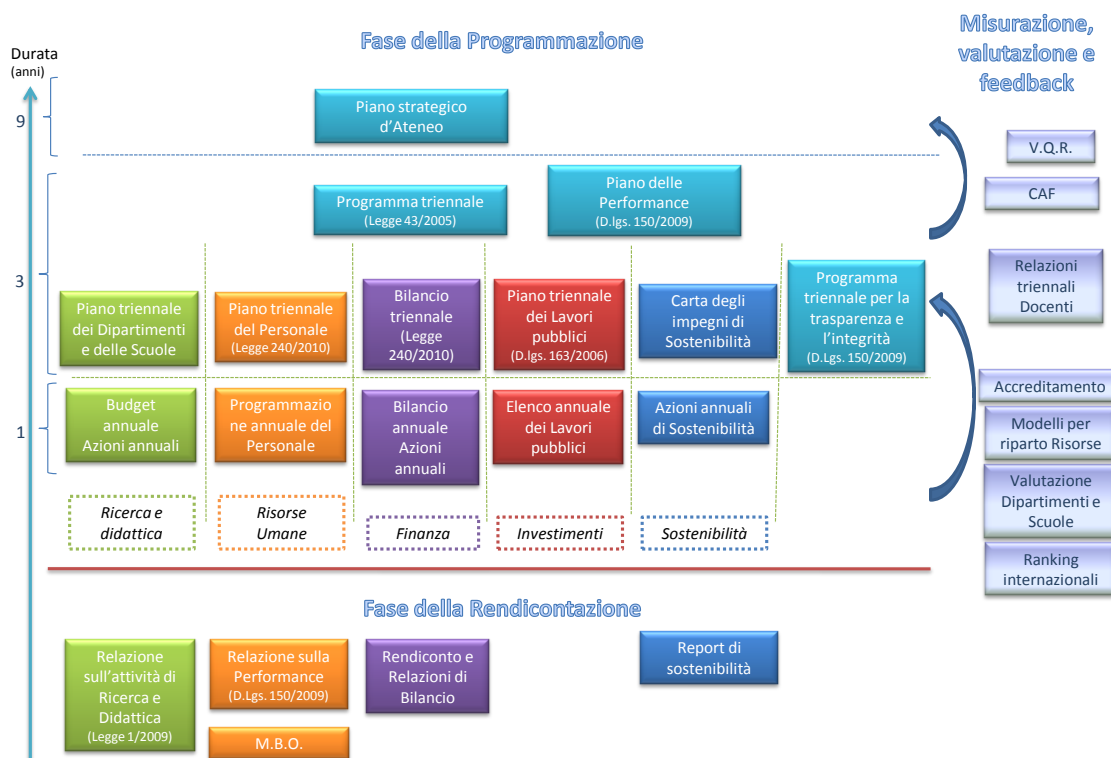 Fase della Programmazione
Misurazione,
valutazione e
feedback
Durata
(anni)
9
Piano strategico
d’Ateneo
V.Q.R.
CAF
Programma triennale
(Legge 43/2005)
Piano delle
Performance
(D.lgs. 150/2009)
3
Piano triennale
dei Dipartimenti
e delle Scuole
Piano triennale
del Personale
(Legge 240/2010)
Bilancio
triennale
(Legge
240/2010)
Piano triennale
dei Lavori
pubblici
(D.lgs. 163/2006)
Carta degli
impegni di
Sostenibilità
Programma
triennale per la
trasparenza e
l’integrità
(D.Lgs. 150/2009)
Relazioni
triennali
Docenti
1
Budget
annuale
Azioni annuali
Programmazio
ne annuale del
Personale
Bilancio
annuale
Azioni
annuali
Elenco annuale
dei Lavori
pubblici
Azioni annuali
di Sostenibilità
Accreditamento
Modelli per
riparto Risorse
Valutazione
Dipartimenti e
Scuole
Ranking
internazionali
Ricerca e
didattica
Risorse
Umane
Finanza
Investimenti
Sostenibilità
Fase della Rendicontazione
Relazione
sull’attività di
Ricerca e
Didattica
(Legge 1/2009)
Relazione sulla
Performance
(D.Lgs. 150/2009)
M.B.O.
Rendiconto e
Relazioni di
Bilancio
Report di
sostenibilità